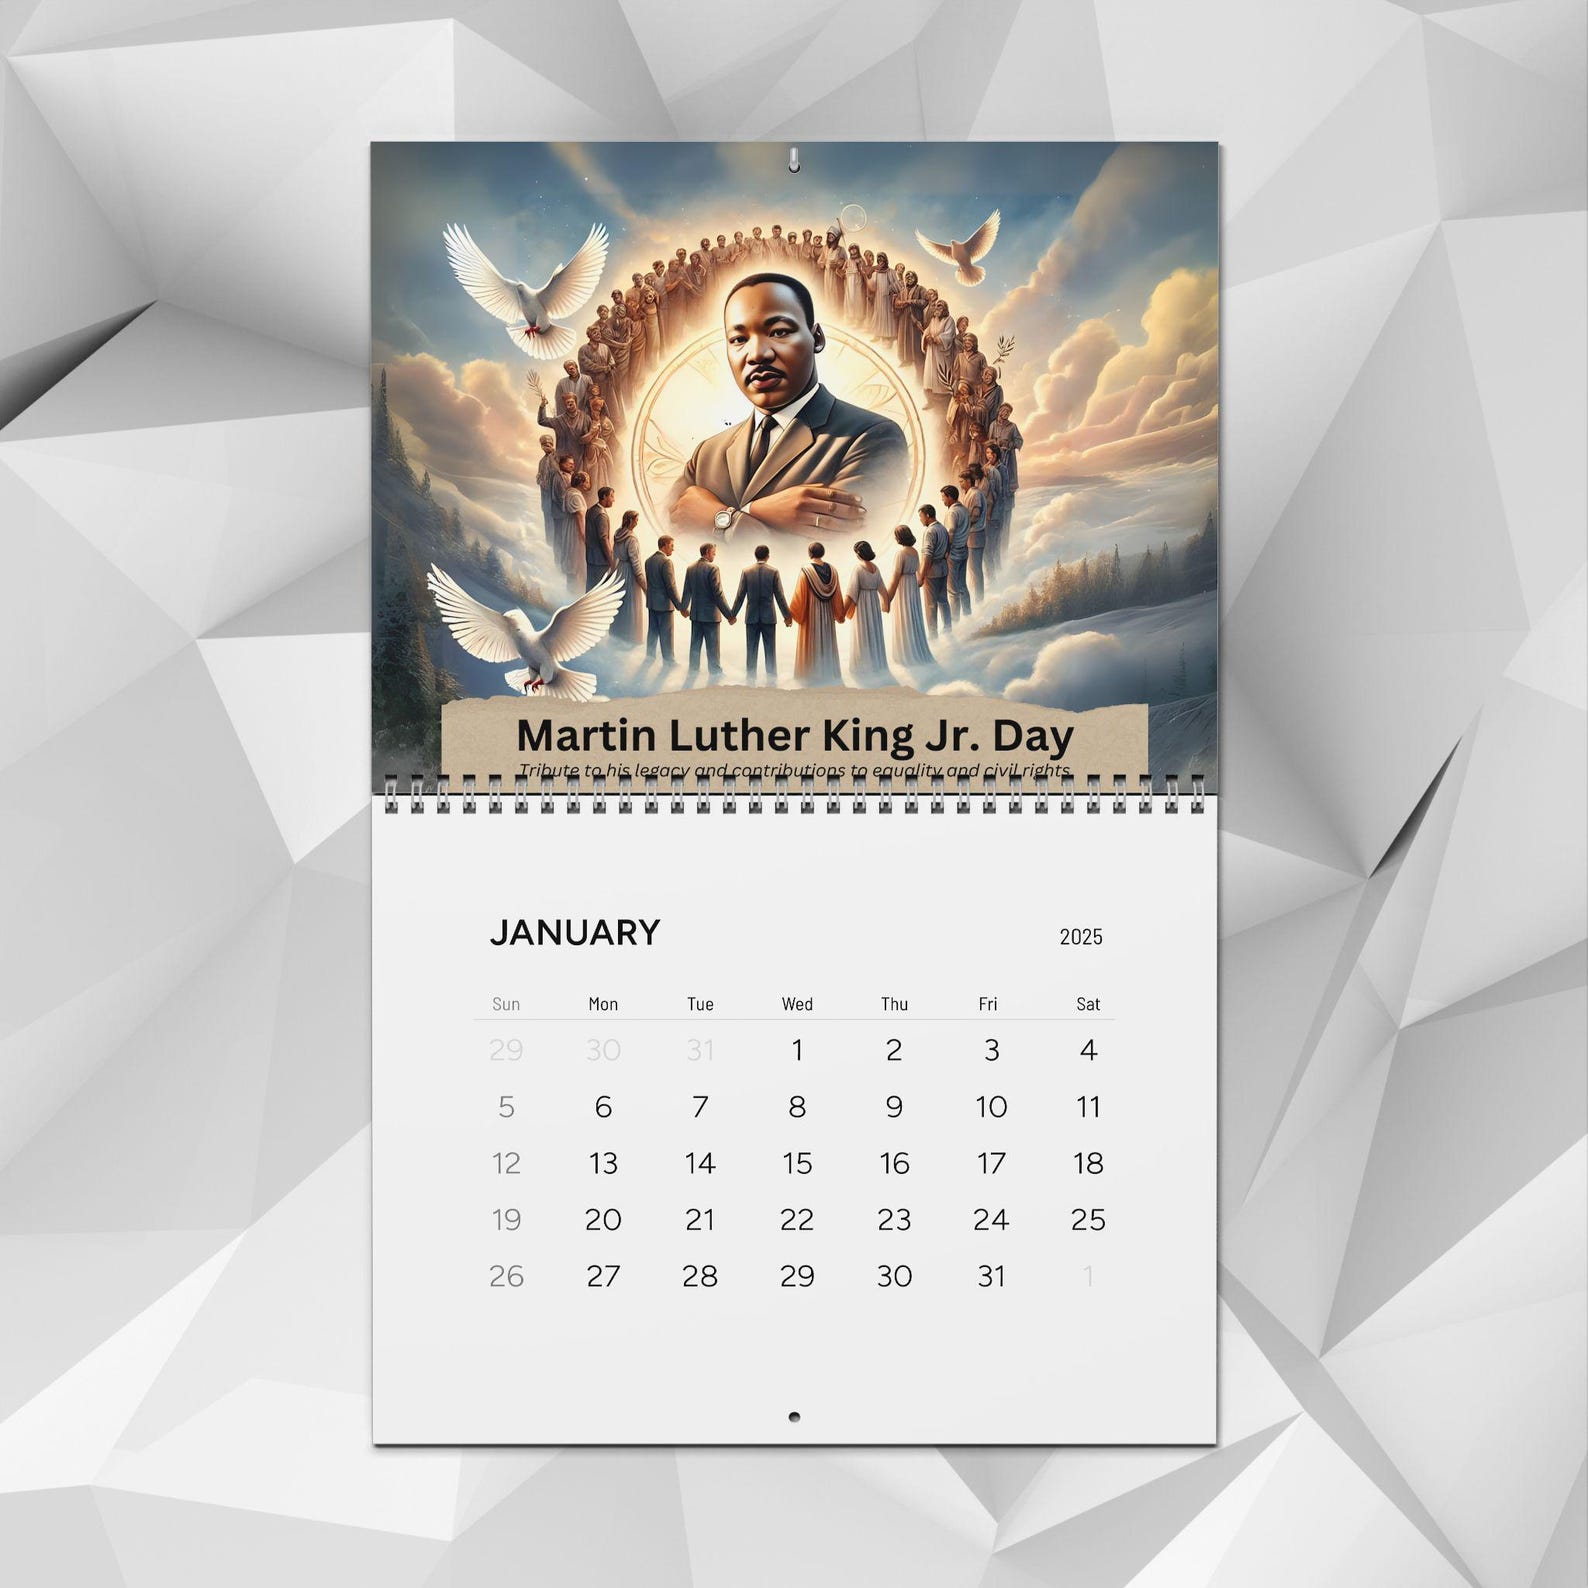 Martin Luther King Jr. Day
Tribute to his legacy and contributions to equality and civil rights
JANUARY 2025
Sun Mon Tue Wed Thu Fri Sat
29 30 31 1 2 3 4
5 6 7 8 9 10 11
12 13 14 15 16 17 18
19 20 21 22 23 24 25
26 27 28 29 30 31 1